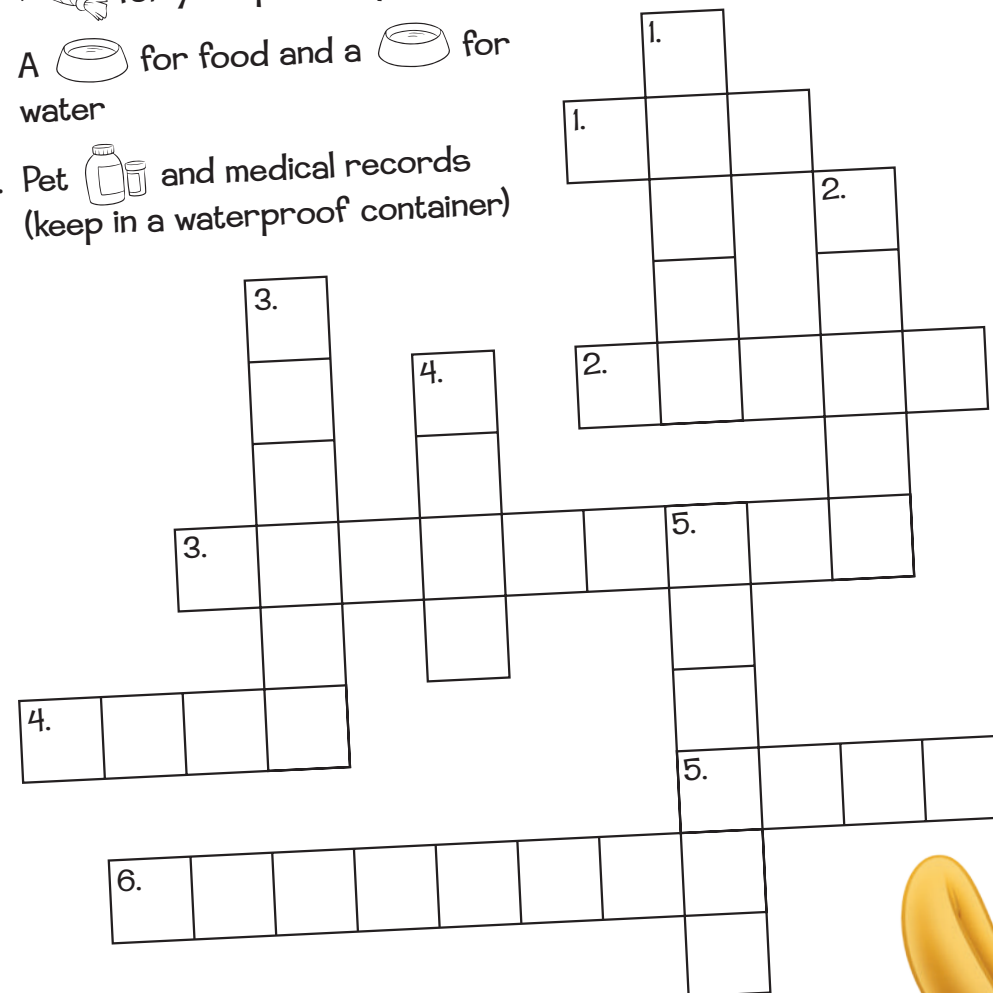 A for food and a for
water
Pet and medical records
(keep in a waterproof container)
1.
1.
2.
3.
4.
2.
5.
3.
4.
5.
6.